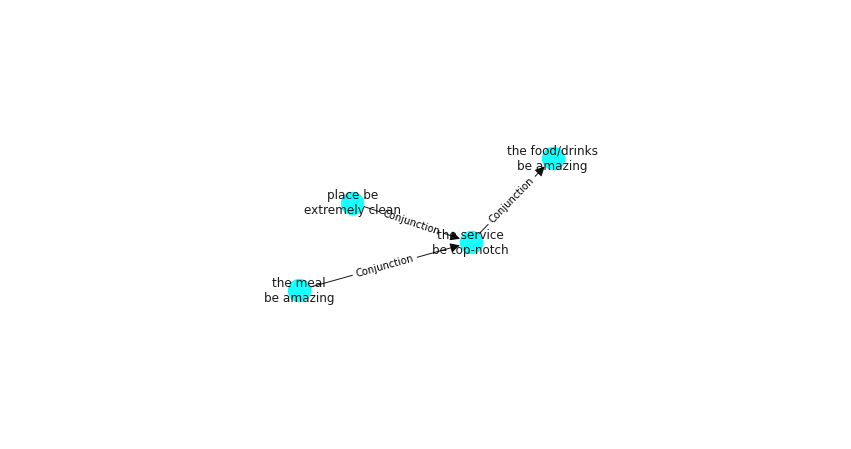 the food/drinks
be amazing
Conjunction
place be
extremely clean
Conjunction
the service
be top-notch
Conjunction
the meal
be amazing